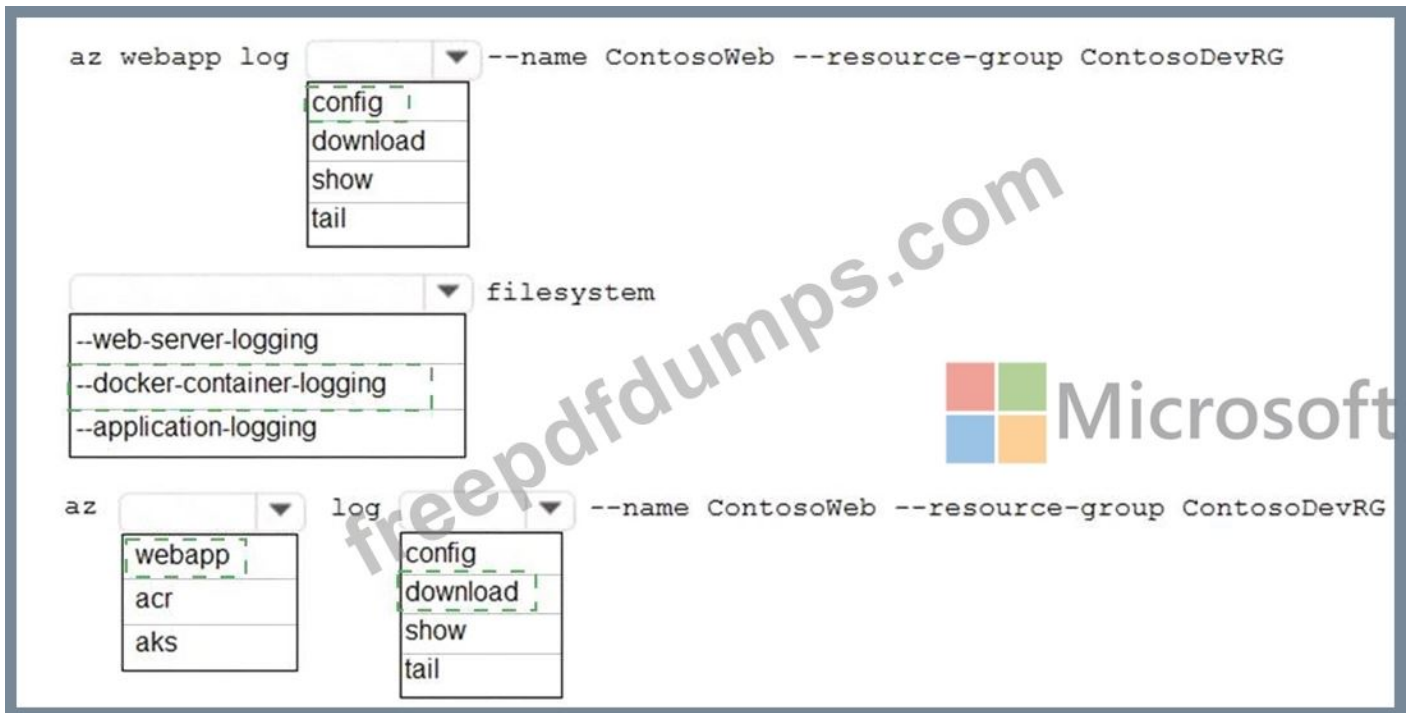 az webapp log --name ContosoWeb --resource-group ContosoDevRG
config
download
show
tail
filesystem
--web-server-logging
--docker-container-logging
--application-logging
Microsoft
freepdfdumps.com
az log --name ContosoWeb --resource-group ContosoDevRG
webapp
acr
aks
config
download
show
tail